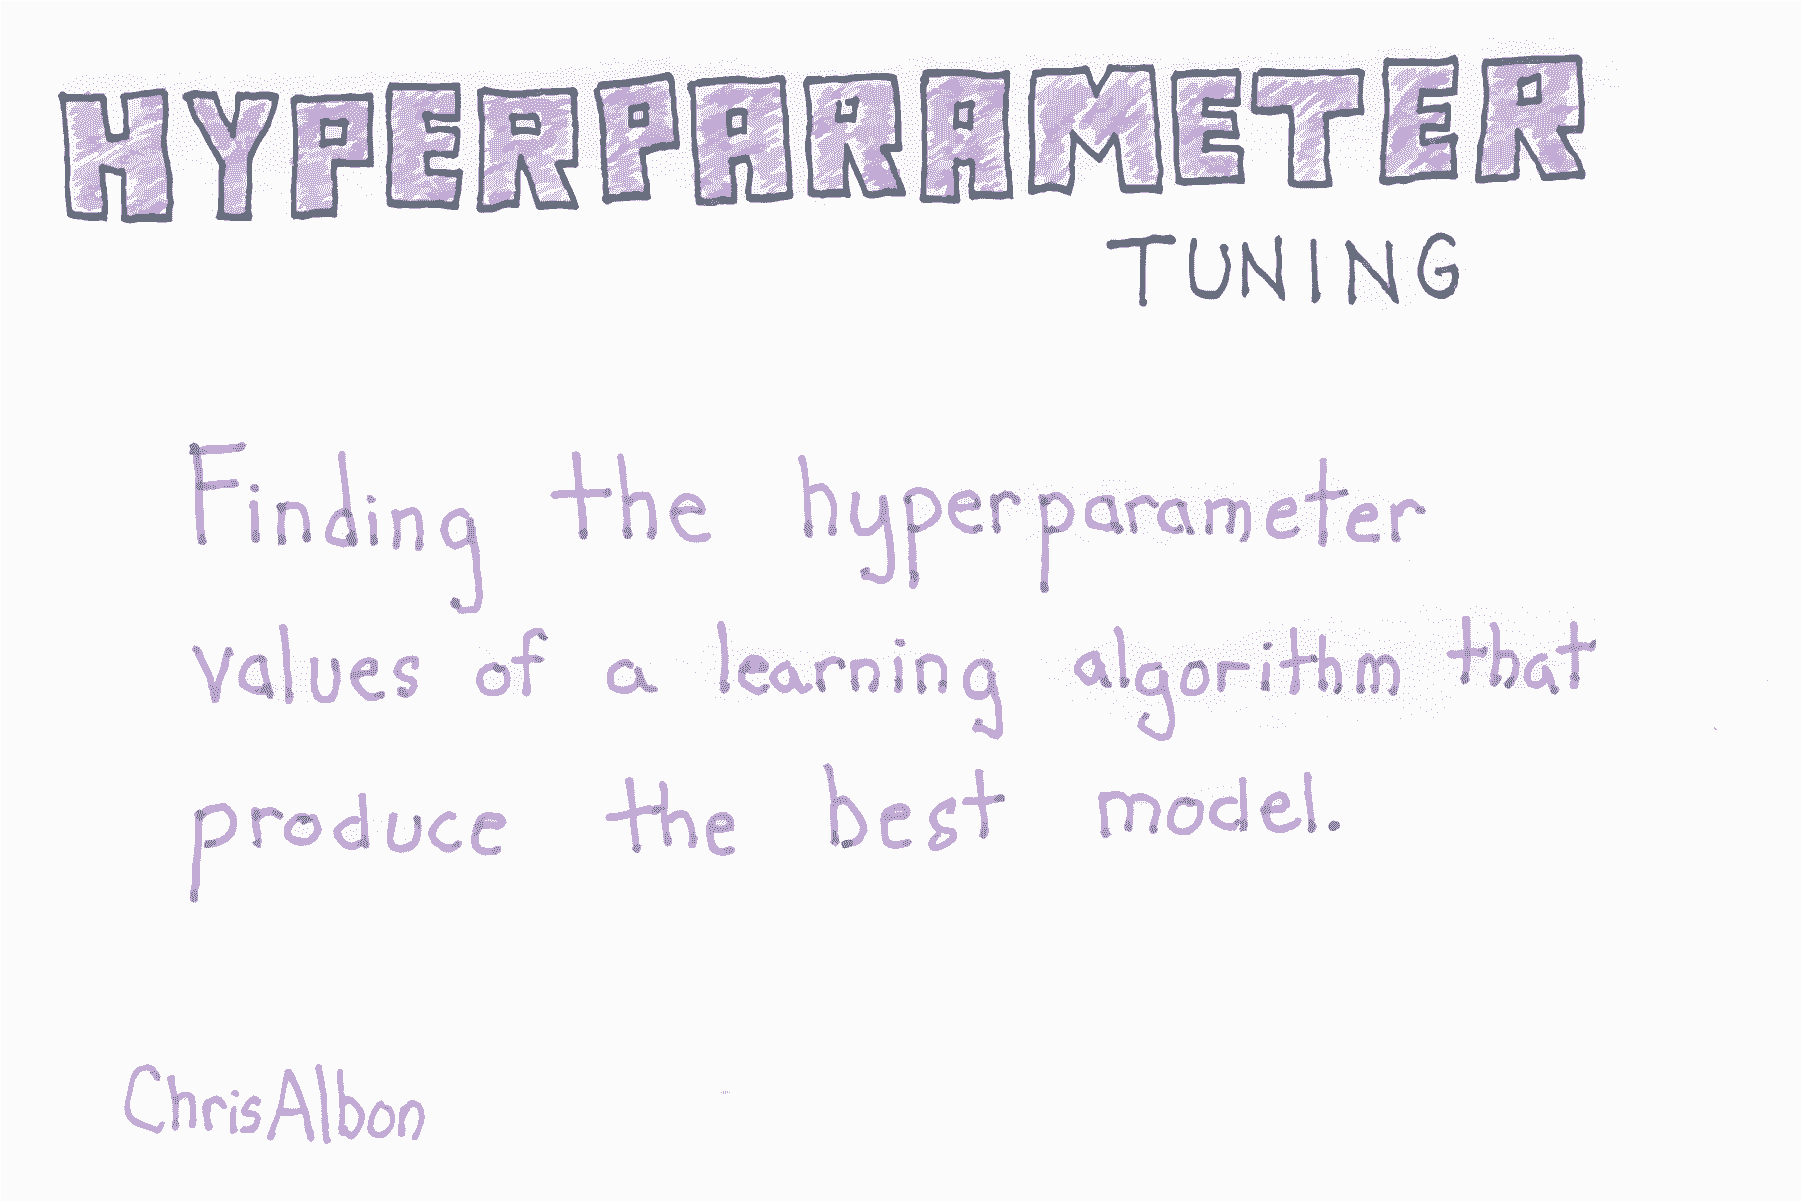 HYPERPARAMETER
TUNING
Finding the hyperparameter
values of a learning algorithm that
produce the best model.
ChrisAlbon